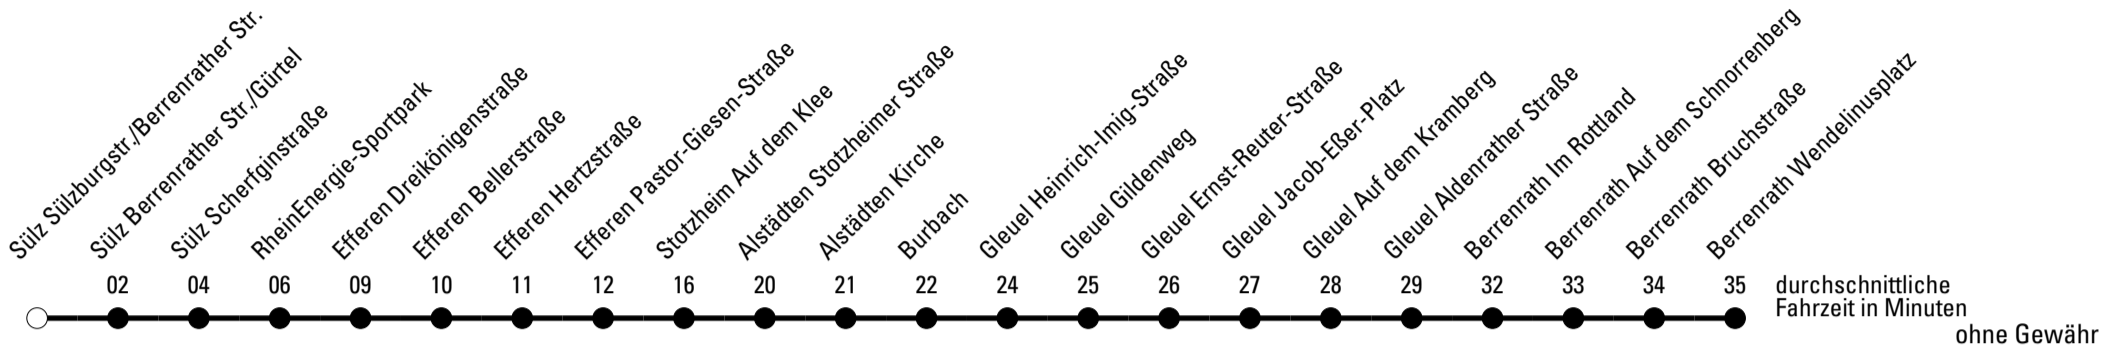 Sülz Sülzburgstr./Berrenrather Str.
Sülz Berrenrather Str./Gürtel
Sülz Scherfginstraße
RheinEnergie-Sportpark
Efferen Dreikönigenstraße
Efferen Bellerstraße
Efferen Hertzstraße
Efferen Pastor-Giesen-Straße
Stotzheim Auf dem Klee
Alstädten Stotzheimer Straße
Alstädten Kirche
Burbach
Gleuel Heinrich-Imig-Straße
Gleuel Gildenweg
Gleuel Ernst-Reuter-Straße
Gleuel Jacob-Eßer-Platz
Gleuel Auf dem Kramberg
Gleuel Aldenrather Straße
Berrenrath Im Rottland
Berrenrath Auf dem Schnorrenberg
Berrenrath Bruchstraße
Berrenrath Wendelinusplatz
02 04 06 09 10 11 12 16 20 21 22 24 25 26 27 28 29 32 33 34 35 durchschnittliche
Fahrzeit in Minuten
ohne Gewähr